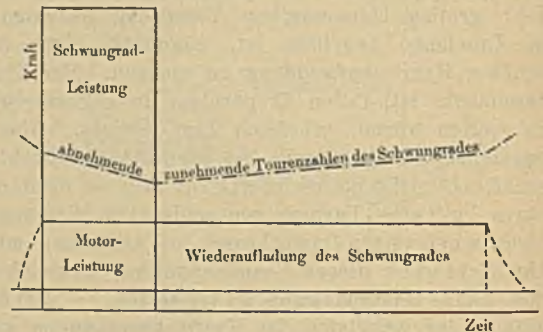 Kraft
Schwungrad-
Leistung
abnehmende
zunehmende Tourenzahlen des Schwungrades
Motor-
Leistung
Wiederaufladung des Schwungrades
Zeit